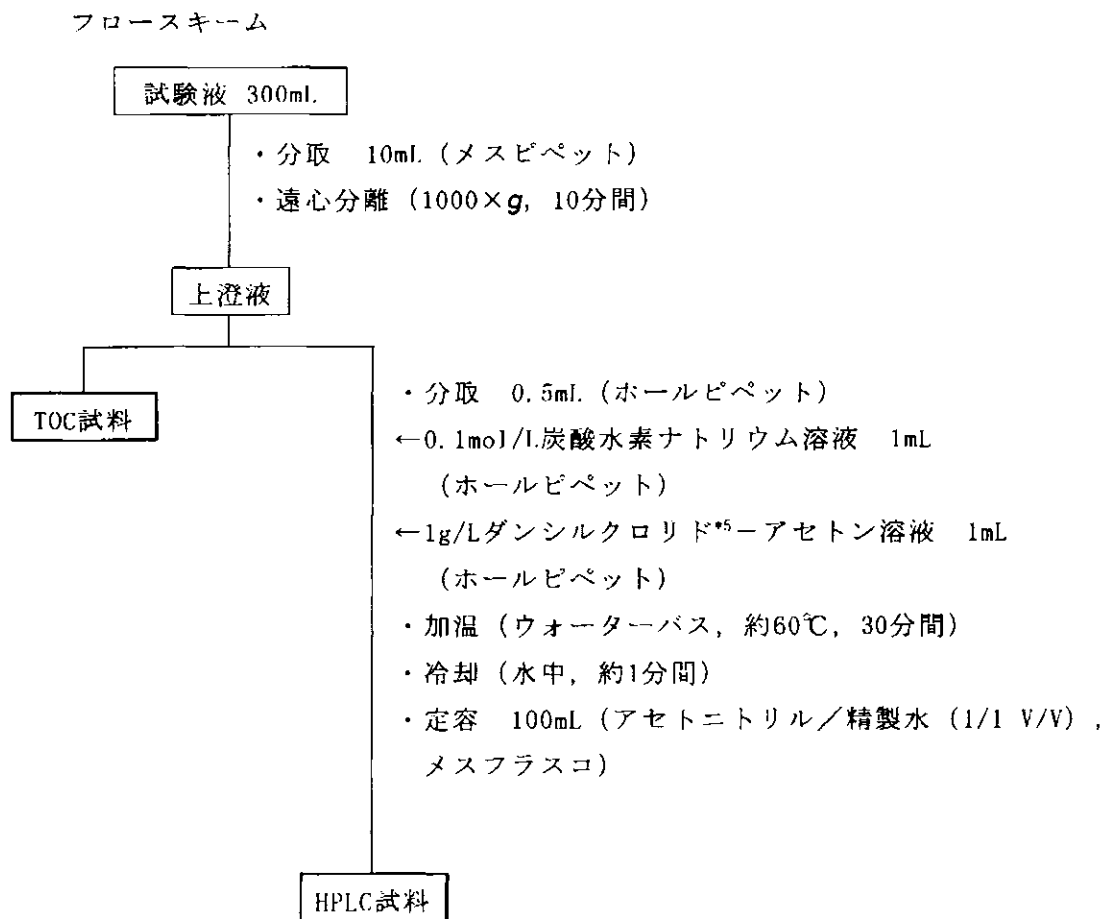 フロースキーム
試験液 300mL
・分取 10mL (メスピペット)
・遠心分離 (1000×g, 10分間)
上澄液
TOC試料
・分取 0.5mL (ホールピペット)
←0.1mol/L炭酸水素ナトリウム溶液 1mL
(ホールピペット)
←1g/Lダンシルクロリド*5−アセトン溶液 1mL
(ホールピペット)
・加温 (ウォーターバス, 約60℃, 30分間)
・冷却 (水中, 約1分間)
・定容 100mL (アセトニトリル/精製水 (1/1 V/V) ,
メスフラスコ)
HPLC試料